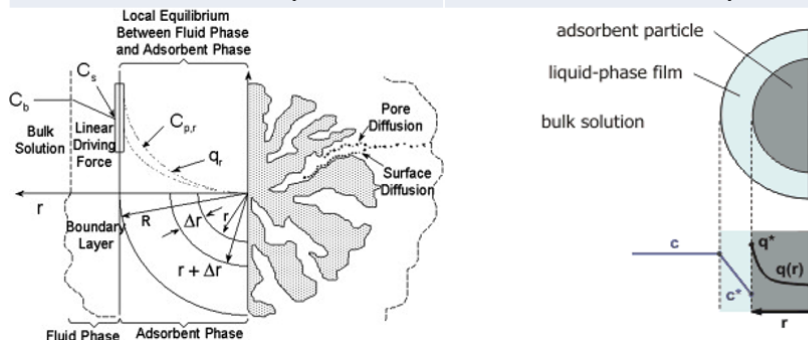 Local Equilibrium
Between Fluid Phase
and Adsorbent Phase
Cs
Cb
Bulk
Solution
Linear
Driving
Force
Cp,r
qr
Pore
Diffusion
Surface
Diffusion
r
Boundary
Layer
R
Δr
r
r + Δr
Fluid Phase
Adsorbent Phase
adsorbent particle
liquid-phase film
bulk solution
c
q*
q(r)
c*
r